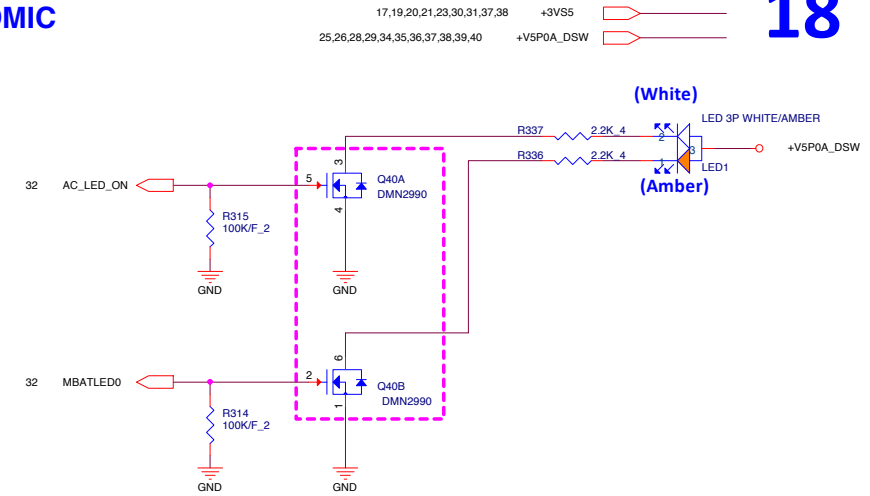 OMIC
17,19,20,21,23,30,31,37,38 +3VS5
18
25,26,28,29,34,35,36,37,38,39,40 +V5P0A_DSW
(White)
LED 3P WHITE/AMBER
R337 2.2K_4
2
3
+V5P0A_DSW
R336 2.2K_4
1
LED1
(Amber)
3
32 AC_LED_ON
5
Q40A
DMN2990
4
R315
100K/F_2
GND
GND
6
32 MBATLED0
2
Q40B
DMN2990
1
R314
100K/F_2
GND
GND